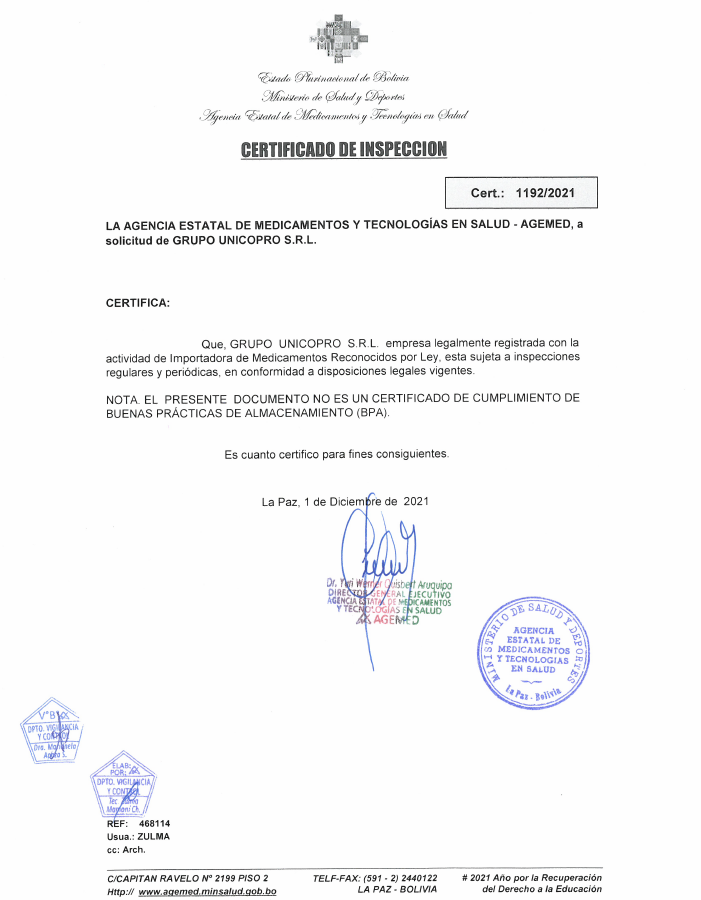 Estado Plurinacional de Bolivia
Ministerio de Salud y Deportes
Agencia Estatal de Medicamentos y Tecnologías en Salud
CERTIFICADO DE INSPECCION
Cert.: 1192/2021
LA AGENCIA ESTATAL DE MEDICAMENTOS Y TECNOLOGÍAS EN SALUD - AGEMED, a
solicitud de GRUPO UNICOPRO S.R.L.
CERTIFICA:
Que, GRUPO UNICOPRO S.R.L. empresa legalmente registrada con la
actividad de Importadora de Medicamentos Reconocidos por Ley, esta sujeta a inspecciones
regulares y periódicas, en conformidad a disposiciones legales vigentes.
NOTA. EL PRESENTE DOCUMENTO NO ES UN CERTIFICADO DE CUMPLIMIENTO DE
BUENAS PRÁCTICAS DE ALMACENAMIENTO (BPA).
Es cuanto certifico para fines consiguientes.
La Paz, 1 de Diciembre de 2021
Dr. Yuri Werner Quisbert Aruquipa
DIRECTOR GENERAL EJECUTIVO
AGENCIA ESTATAL DE MEDICAMENTOS
Y TECNOLOGÍAS EN SALUD
AGEMED
MINISTERIO DE SALUD Y DEPORTES
AGENCIA
ESTATAL DE
MEDICAMENTOS
Y TECNOLOGIAS
EN SALUD
La Paz - Bolivia
V°B°
DPTO. VIGILANCIA
Y CONTROL
Dra.
ELAB.
POR:
DPTO. VIGILANCIA
Y CONTROL
Tec.
Mamani Ch.
REF: 468114
Usua.: ZULMA
cc: Arch.
C/CAPITAN RAVELO Nº 2199 PISO 2
Http:// www.agemed.minsalud.gob.bo
TELF-FAX: (591 - 2) 2440122
LA PAZ - BOLIVIA
# 2021 Año por la Recuperación
del Derecho a la Educación